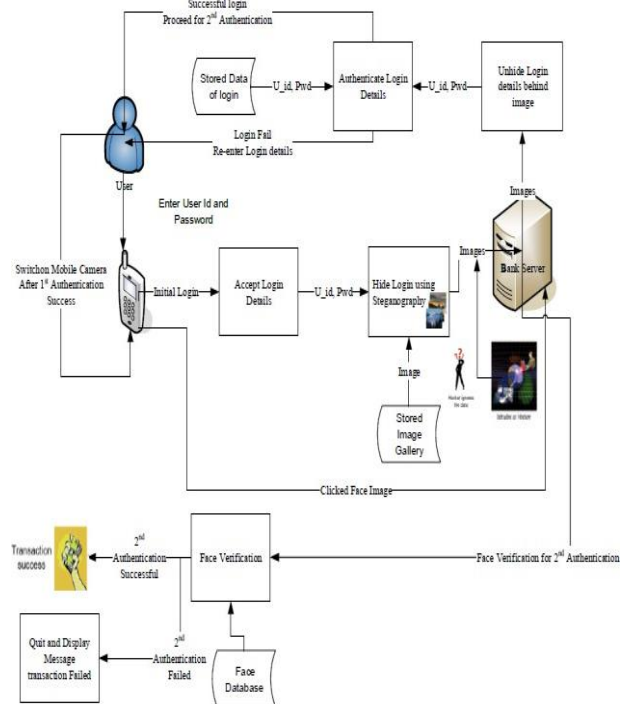 Successful login
Proceed for 2nd Authentication
Stored Data
of login
U_id, Pwd
Authenticate Login
Details
U_id, Pwd
Unhide Login
details behind
image
Login Fail
Re-enter Login details
User
Images
Enter User Id and
Password
Switchon Mobile Camera
After 1st Authentication
Success
Initial Login
Accept Login
Details
U_id, Pwd
Hide Login using
Steganography
Images
Bank Server
Image
Stored
Image
Gallery
Clicked Face Image
Transaction
success
2nd
Authentication
Successful
Face Verification
Face Verification for 2nd Authentication
Quit and Display
Message
transaction Failed
2nd
Authentication
Failed
Face
Database